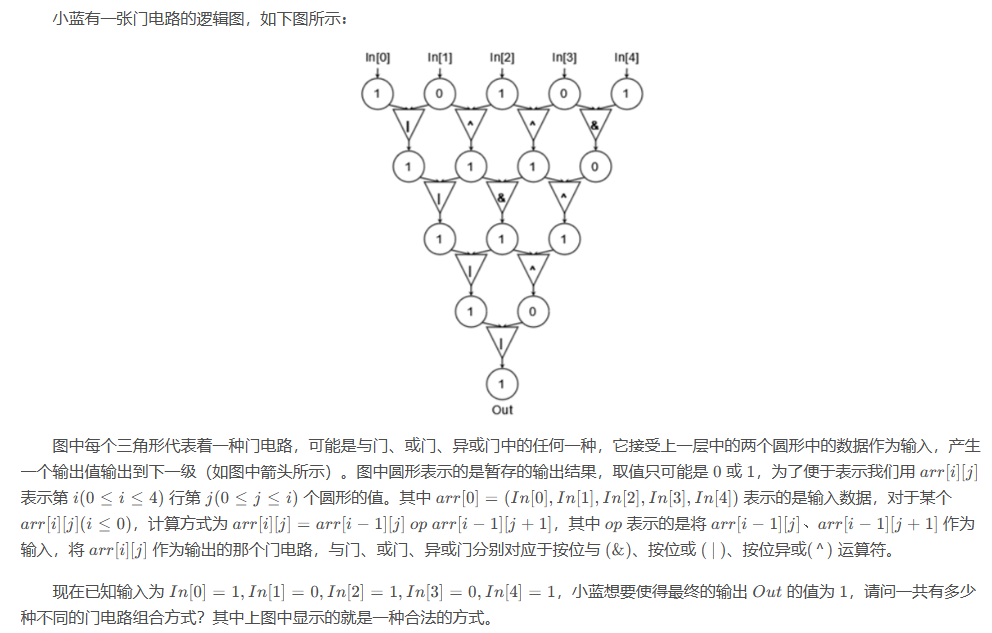 小蓝有一张门电路的逻辑图，如下图所示：
In[0] In[1] In[2] In[3] In[4]
1 0 1 0 1
| ^ ^ &
1 1 1 0
| & ^
1 1 1
| ^
1 0
|
1
Out
图中每个三角形代表着一种门电路，可能是与门、或门、异或门中的任何一种，它接受上一层中的两个圆形中的数据作为输入，产生
一个输出值输出到下一级（如图中箭头所示）。图中圆形表示的是暂存的输出结果，取值只可能是 0 或 1，为了便于表示我们用 arr[i][j]
表示第 i(0 ≤ i ≤ 4) 行第 j(0 ≤ j ≤ i) 个圆形的值。其中 arr[0] = (In[0], In[1], In[2], In[3], In[4]) 表示的是输入数据，对于某个
arr[i][j](i ≤ 0)，计算方式为 arr[i][j] = arr[i − 1][j] op arr[i − 1][j + 1]，其中 op 表示的是将 arr[i − 1][j]、arr[i − 1][j + 1] 作为
输入，将 arr[i][j] 作为输出的那个门电路，与门、或门、异或门分别对应于按位与 (&)、按位或 ( | )、按位异或( ^ ) 运算符。
现在已知输入为 In[0] = 1, In[1] = 0, In[2] = 1, In[3] = 0, In[4] = 1，小蓝想要使得最终的输出 Out 的值为 1，请问一共有多少
种不同的门电路组合方式？其中上图中显示的就是一种合法的方式。